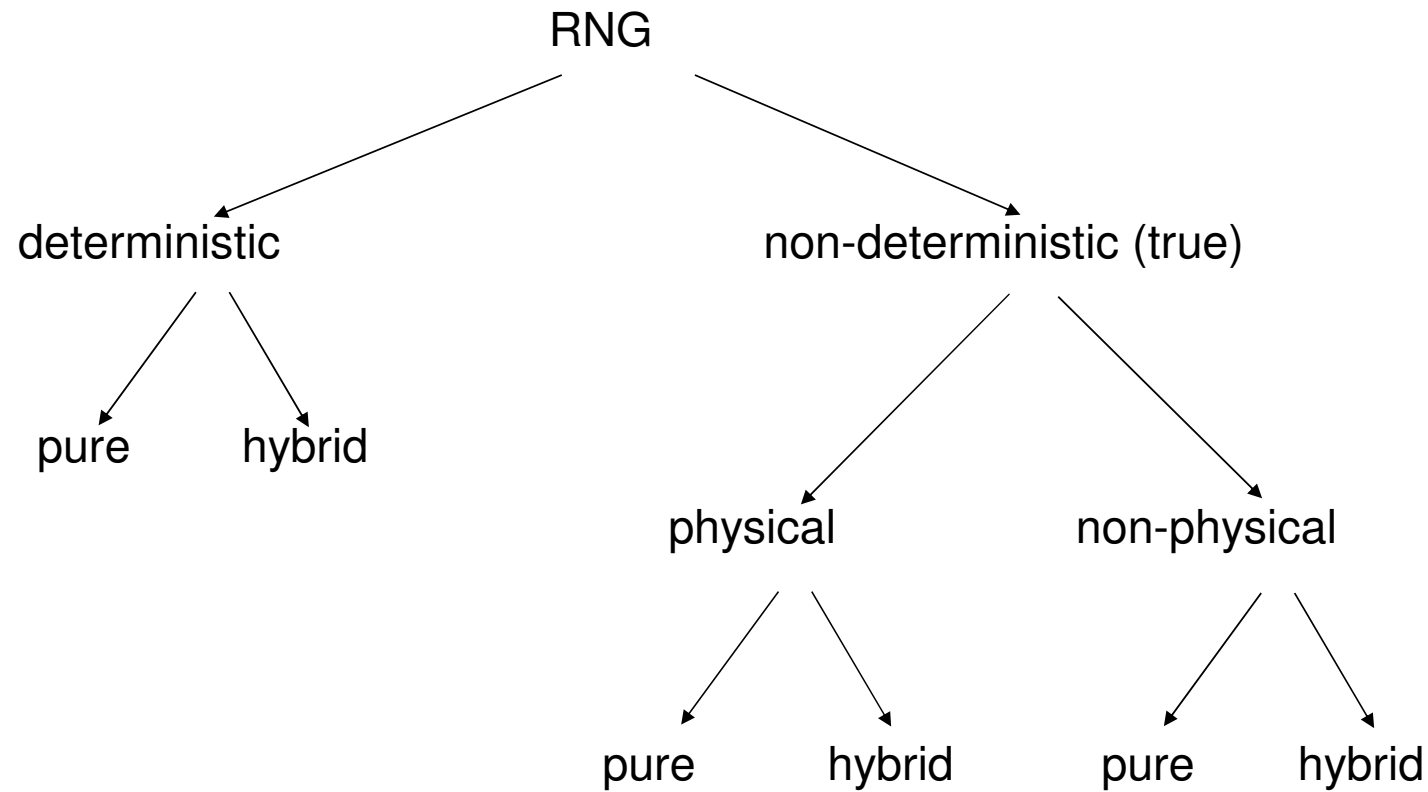 RNG
deterministic
non-deterministic (true)
pure
hybrid
physical
non-physical
pure
hybrid
pure
hybrid